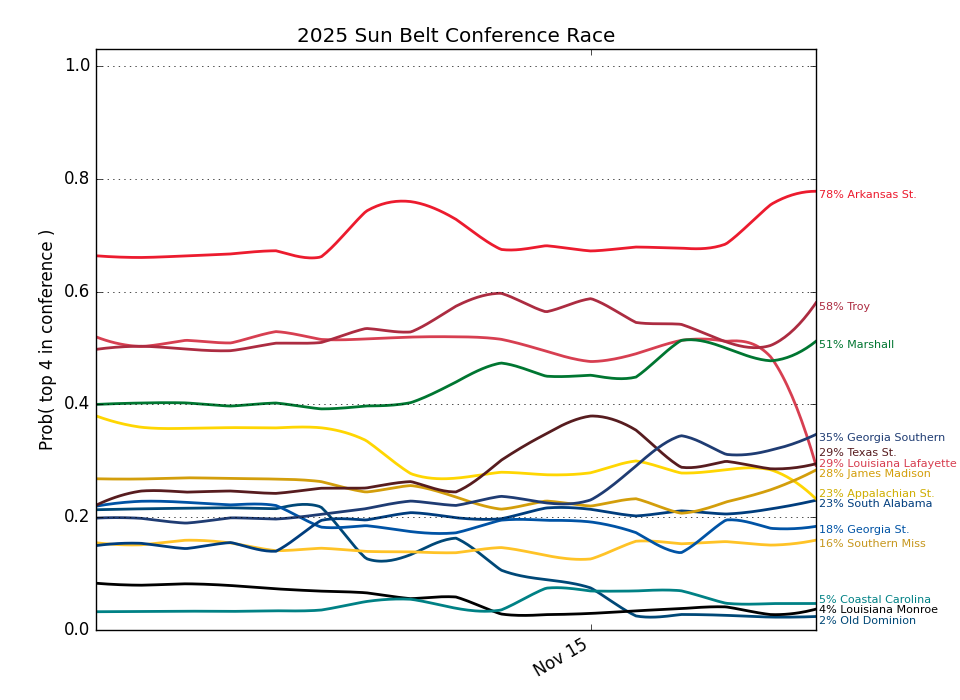 2025 Sun Belt Conference Race
1.0
0.8
0.6
0.4
0.2
0.0
Prob( top 4 in conference )
Nov 15
78% Arkansas St.
58% Troy
51% Marshall
35% Georgia Southern
29% Texas St.
29% Louisiana Lafayette
28% James Madison
23% Appalachian St.
23% South Alabama
18% Georgia St.
16% Southern Miss
5% Coastal Carolina
4% Louisiana Monroe
2% Old Dominion